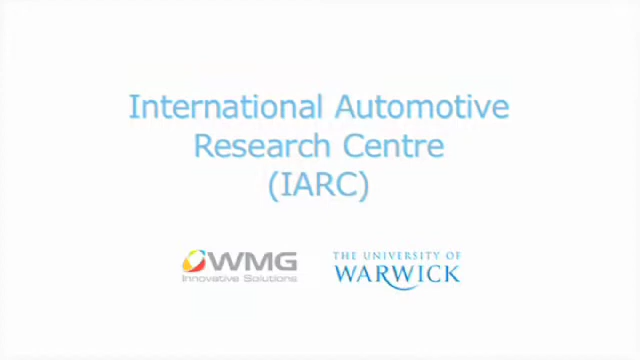 International Automotive
Research Centre
(IARC)
WMG
Innovative Solutions
THE UNIVERSITY OF
WARWICK